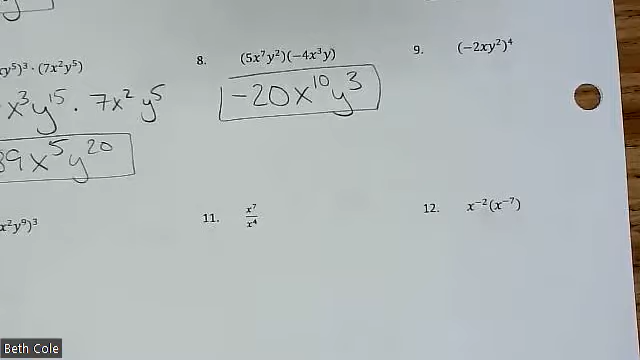 xy⁵)³ · (7x²y⁵)
x³y¹⁵ · 7x²y⁵
89x⁵y²⁰
8. (5x⁷y²)(−4x³y)
−20x¹⁰y³
9. (−2xy²)⁴
x²y⁹)³
11. x⁷/x⁴
12. x⁻²(x⁻⁷)
Beth Cole